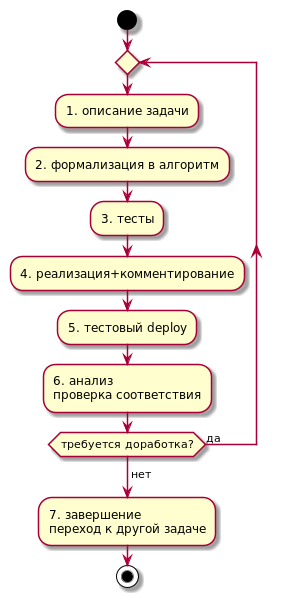 1. описание задачи
2. формализация в алгоритм
3. тесты
4. реализация+комментирование
5. тестовый deploy
6. анализ
проверка соответствия
требуется доработка?
да
нет
7. завершение
переход к другой задаче